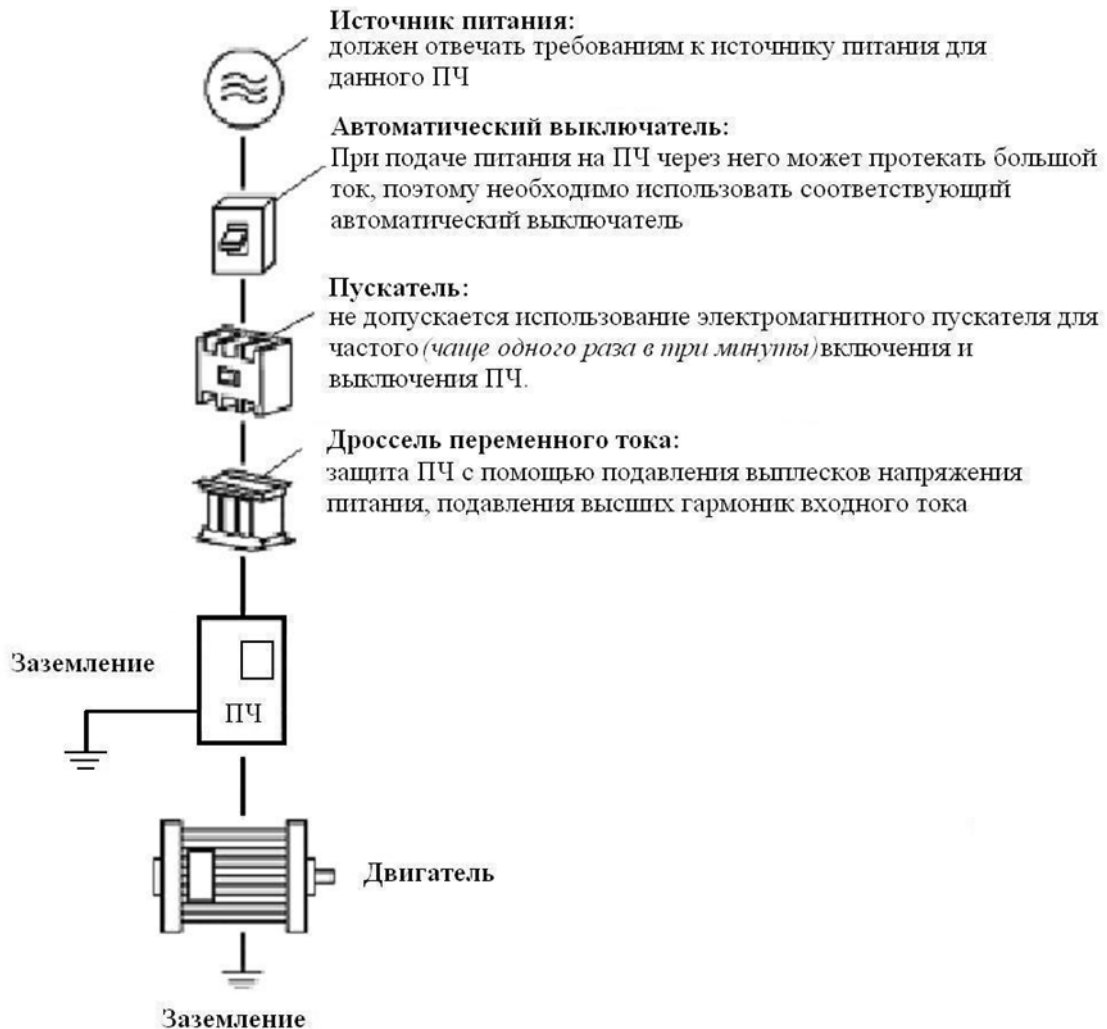 Источник питания:
должен отвечать требованиям к источнику питания для
данного ПЧ
Автоматический выключатель:
При подаче питания на ПЧ через него может протекать большой
ток, поэтому необходимо использовать соответствующий
автоматический выключатель
Пускатель:
не допускается использование электромагнитного пускателя для
частого (чаще одного раза в три минуты) включения и
выключения ПЧ.
Дроссель переменного тока:
защита ПЧ с помощью подавления выплесков напряжения
питания, подавления высших гармоник входного тока
Заземление
ПЧ
Двигатель
Заземление